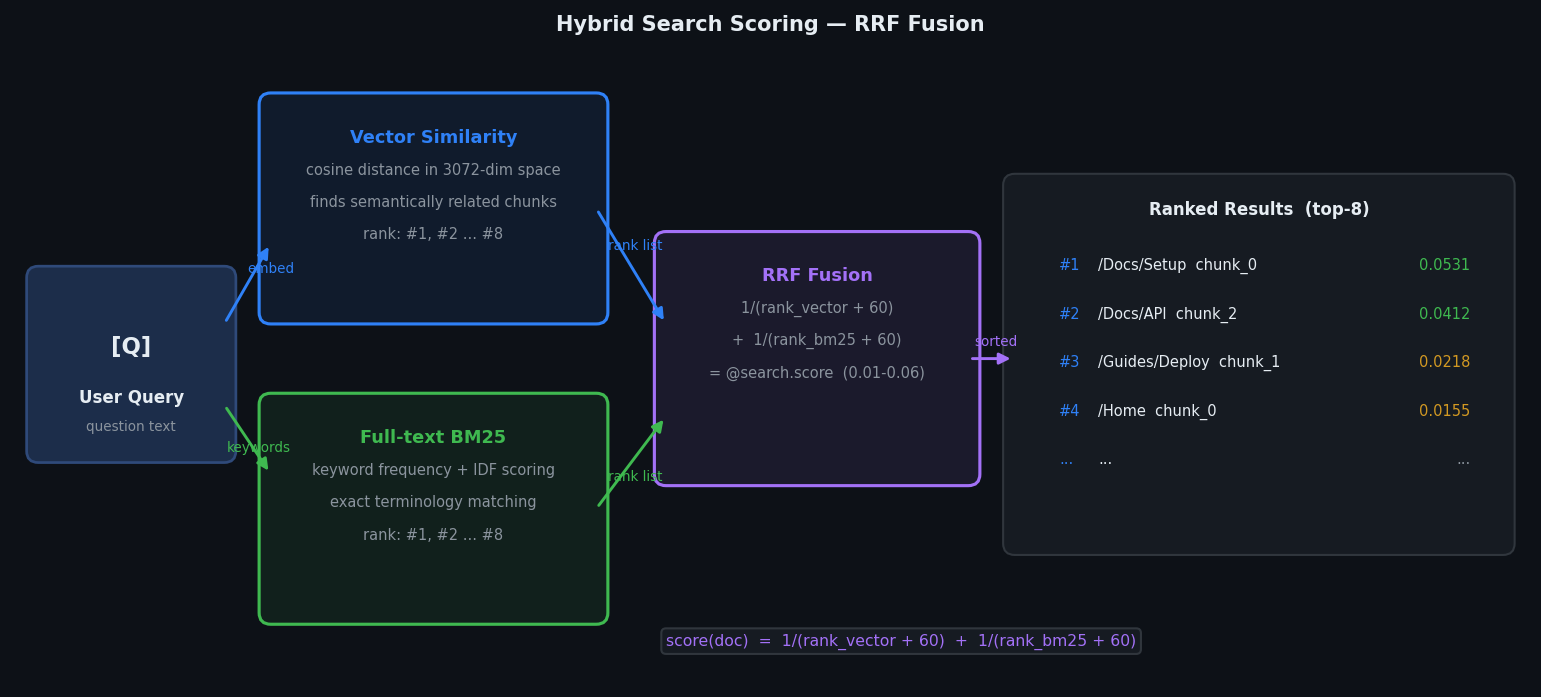 Hybrid Search Scoring — RRF Fusion
[Q]
User Query
question text
embed
keywords
Vector Similarity
cosine distance in 3072-dim space
finds semantically related chunks
rank: #1, #2 ... #8
Full-text BM25
keyword frequency + IDF scoring
exact terminology matching
rank: #1, #2 ... #8
rank list
rank list
RRF Fusion
1/(rank_vector + 60)
+ 1/(rank_bm25 + 60)
= @search.score (0.01-0.06)
sorted
Ranked Results (top-8)
#1 /Docs/Setup chunk_0 0.0531
#2 /Docs/API chunk_2 0.0412
#3 /Guides/Deploy chunk_1 0.0218
#4 /Home chunk_0 0.0155
... ... ...
score(doc) = 1/(rank_vector + 60) + 1/(rank_bm25 + 60)